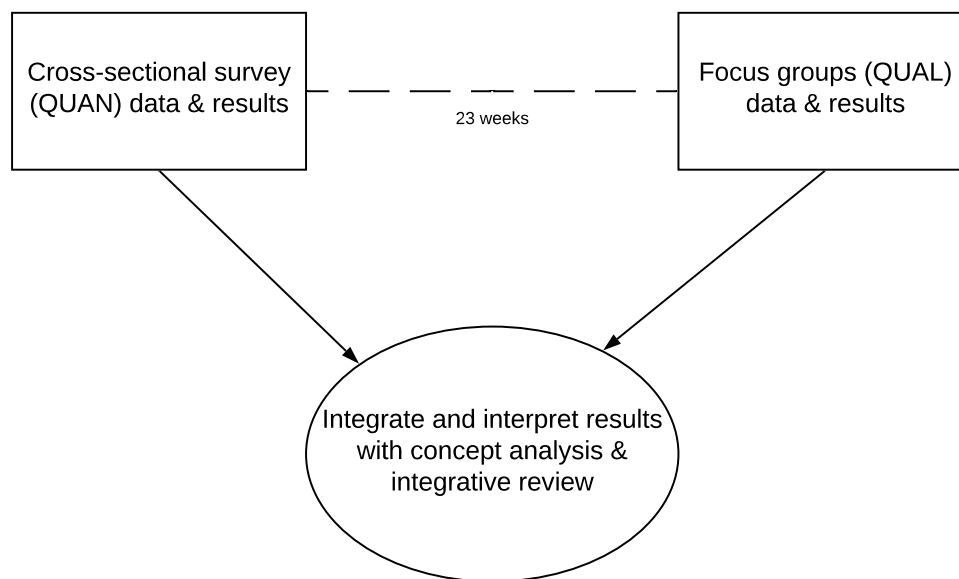 Cross-sectional survey
(QUAN) data & results
Focus groups (QUAL)
data & results
23 weeks
Integrate and interpret results
with concept analysis &
integrative review